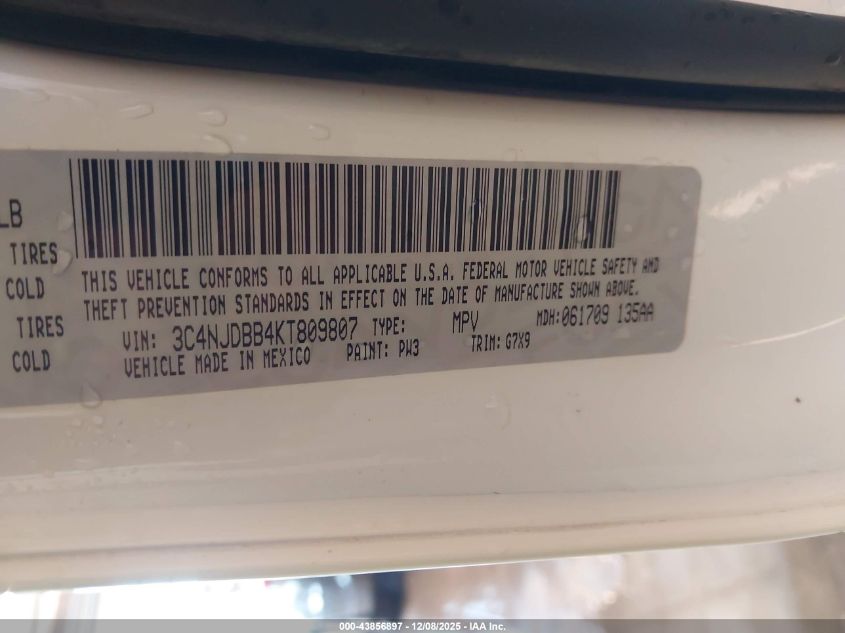 LB
TIRES
COLD
TIRES
COLD
THIS VEHICLE CONFORMS TO ALL APPLICABLE U.S.A. FEDERAL MOTOR VEHICLE SAFETY AND
THEFT PREVENTION STANDARDS IN EFFECT ON THE DATE OF MANUFACTURE SHOWN ABOVE.
VIN: 3C4NJDBB4KT809807 TYPE: MPV MDH:061709 135AA
VEHICLE MADE IN MEXICO PAINT: PW3 TRIM: G7X9
000-43856897 - 12/08/2025 - IAA Inc.